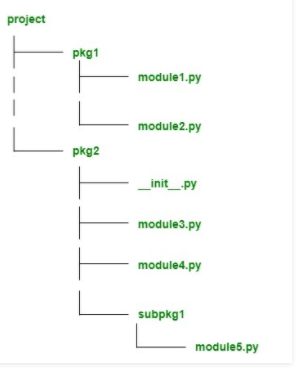 project
pkg1
module1.py
module2.py
pkg2
__init__.py
module3.py
module4.py
subpkg1
module5.py